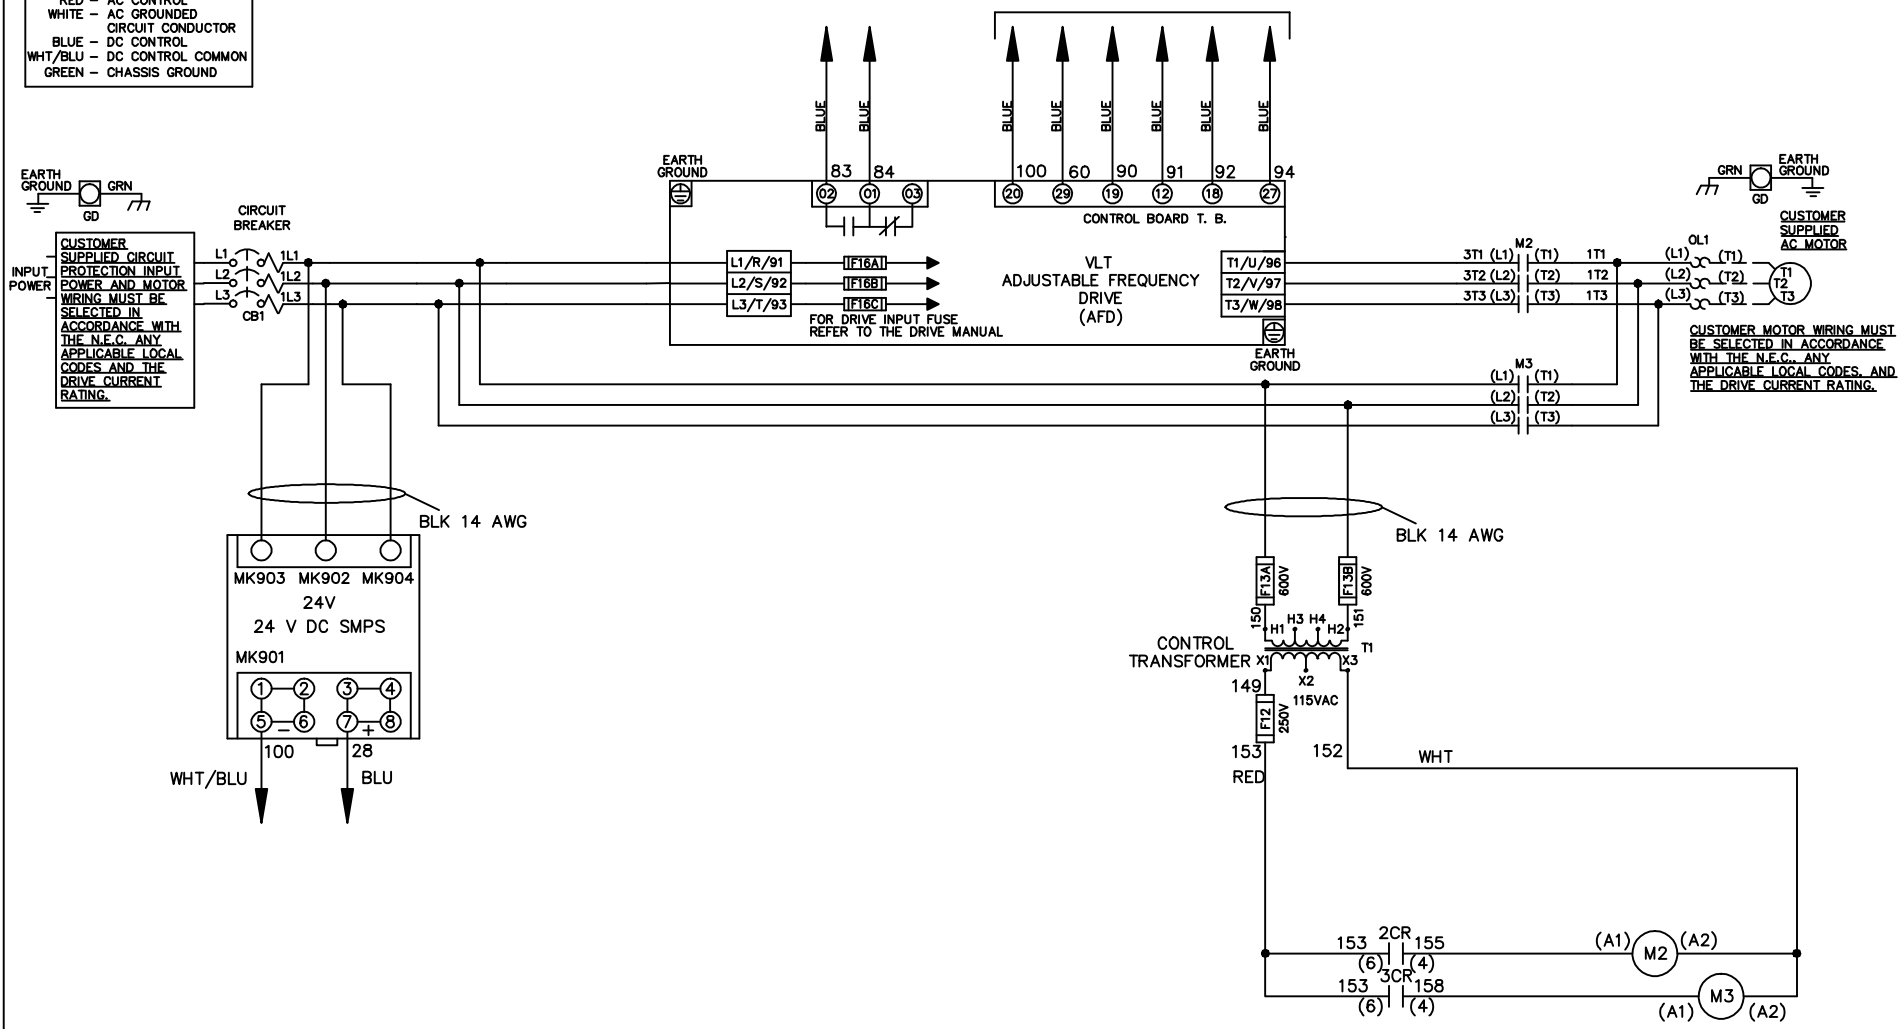 RED – AC CONTROL
WHITE – AC GROUNDED
CIRCUIT CONDUCTOR
BLUE – DC CONTROL
WHT/BLU – DC CONTROL COMMON
GREEN – CHASSIS GROUND
BLUE
BLUE
BLUE
BLUE
BLUE
BLUE
BLUE
BLUE
EARTH
GROUND
83
84
100
60
90
91
92
94
02
01
03
20
29
19
12
18
27
CONTROL BOARD T. B.
EARTH
GROUND
GRN
GD
CIRCUIT
BREAKER
GRN
EARTH
GROUND
GD
CUSTOMER
SUPPLIED
AC MOTOR
INPUT
POWER
CUSTOMER
SUPPLIED CIRCUIT
PROTECTION INPUT
POWER AND MOTOR
WIRING MUST BE
SELECTED IN
ACCORDANCE WITH
THE N.E.C. ANY
APPLICABLE LOCAL
CODES AND THE
DRIVE CURRENT
RATING.
L1
1L1
L2
1L2
L3
1L3
CB1
L1/R/91
F16A
L2/S/92
F16B
L3/T/93
F16C
FOR DRIVE INPUT FUSE
REFER TO THE DRIVE MANUAL
VLT
ADJUSTABLE FREQUENCY
DRIVE
(AFD)
T1/U/96
T2/V/97
T3/W/98
EARTH
GROUND
M2
3T1 (L1) (T1) 1T1
3T2 (L2) (T2) 1T2
3T3 (L3) (T3) 1T3
OL1
(L1) (T1)
(L2) (T2)
(L3) (T3)
T1
T2
T3
CUSTOMER MOTOR WIRING MUST
BE SELECTED IN ACCORDANCE
WITH THE N.E.C., ANY
APPLICABLE LOCAL CODES, AND
THE DRIVE CURRENT RATING.
M3
(L1) (T1)
(L2) (T2)
(L3) (T3)
BLK 14 AWG
BLK 14 AWG
MK903 MK902 MK904
24V
24 V DC SMPS
MK901
1 2 3 4
5 6 7 8
– +
100
28
WHT/BLU
BLU
F13A
600V
F13B
600V
150
151
H1 H3 H4 H2
T1
CONTROL
TRANSFORMER
X1 X3
X2
149
115VAC
F12
250V
153
152
RED
WHT
2CR
153 155
(6) (4)
(A1) M2 (A2)
3CR
153 158
(6) (4)
(A1) M3 (A2)